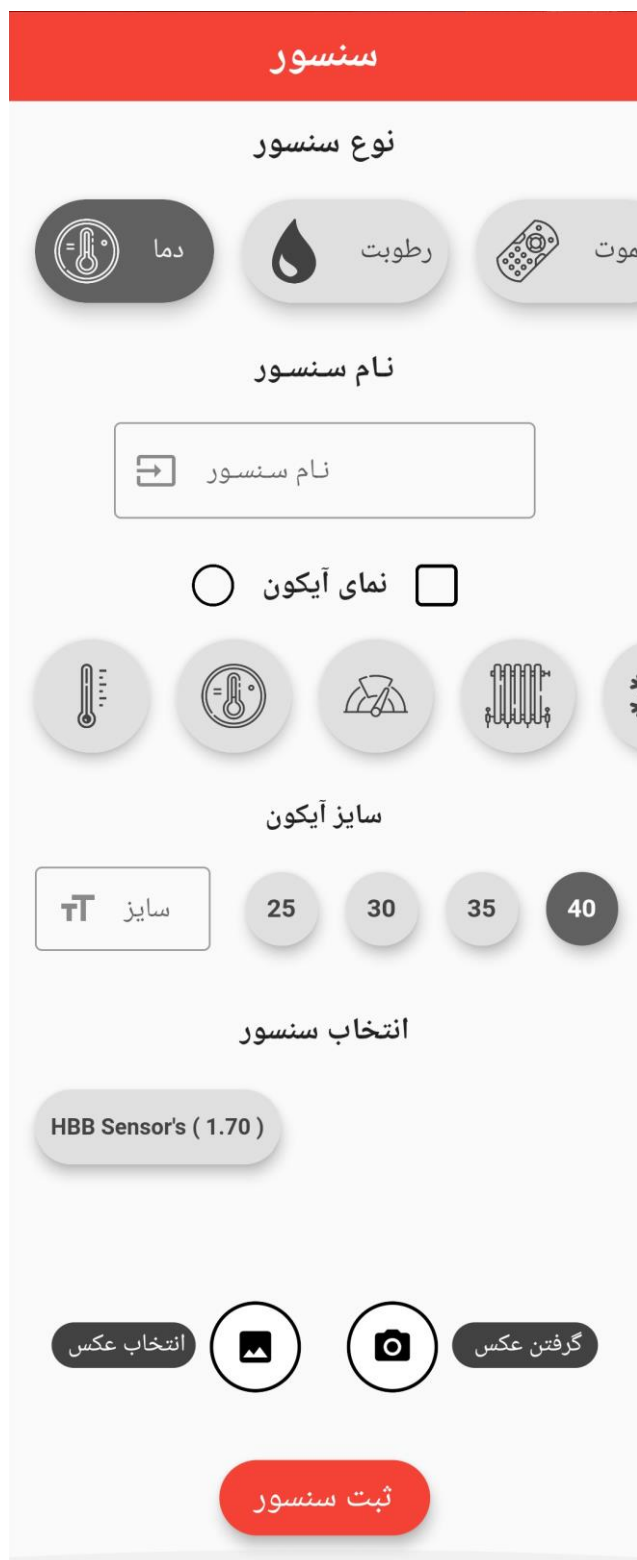 سنسور
نوع سنسور
دما
رطوبت
نام سنسور
نام سنسور
نمای آیکون
سایز آیکون
سایز
25
30
35
40
انتخاب سنسور
HBB Sensor's ( 1.70 )
انتخاب عکس
گرفتن عکس
ثبت سنسور